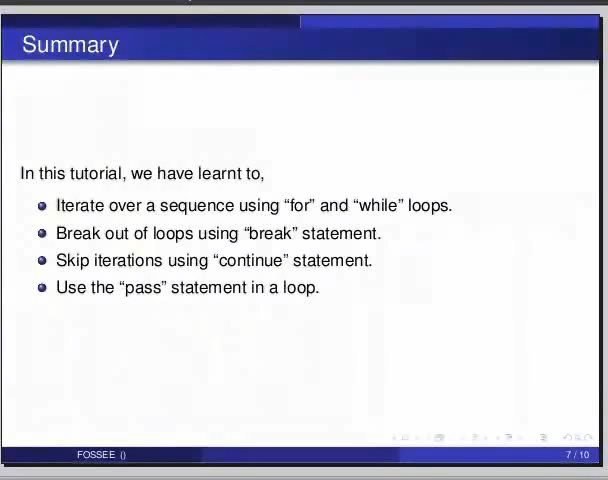 Summary
In this tutorial, we have learnt to,
Iterate over a sequence using “for” and “while” loops.
Break out of loops using “break” statement.
Skip iterations using “continue” statement.
Use the “pass” statement in a loop.
FOSSEE ()
7 / 10